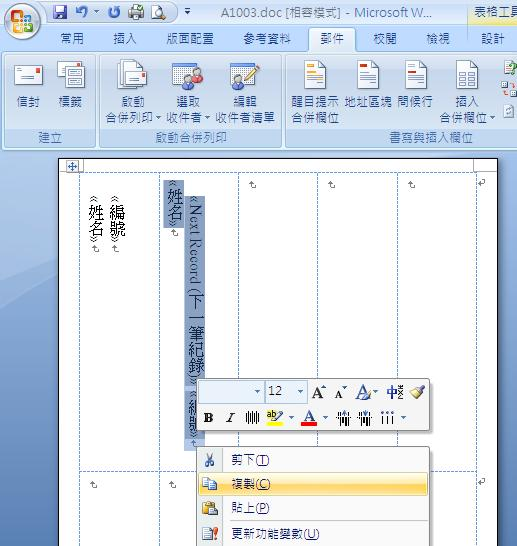 A1003.doc [相容模式] - Microsoft W...
表格工具
常用 插入 版面配置 參考資料 郵件 校閱 檢視 設計
信封 標籤
啟動合併列印 選取收件者 編輯收件者清單
醒目提示合併欄位 地址區塊 問候行 插入合併欄位
建立 啟動合併列印 書寫與插入欄位
«編號»
«姓名»
«Next Record (下一筆紀錄)» «編號»
«姓名»
12 A A A 中
B I ab A
剪下(T)
複製(C)
貼上(P)
更新功能變數(U)